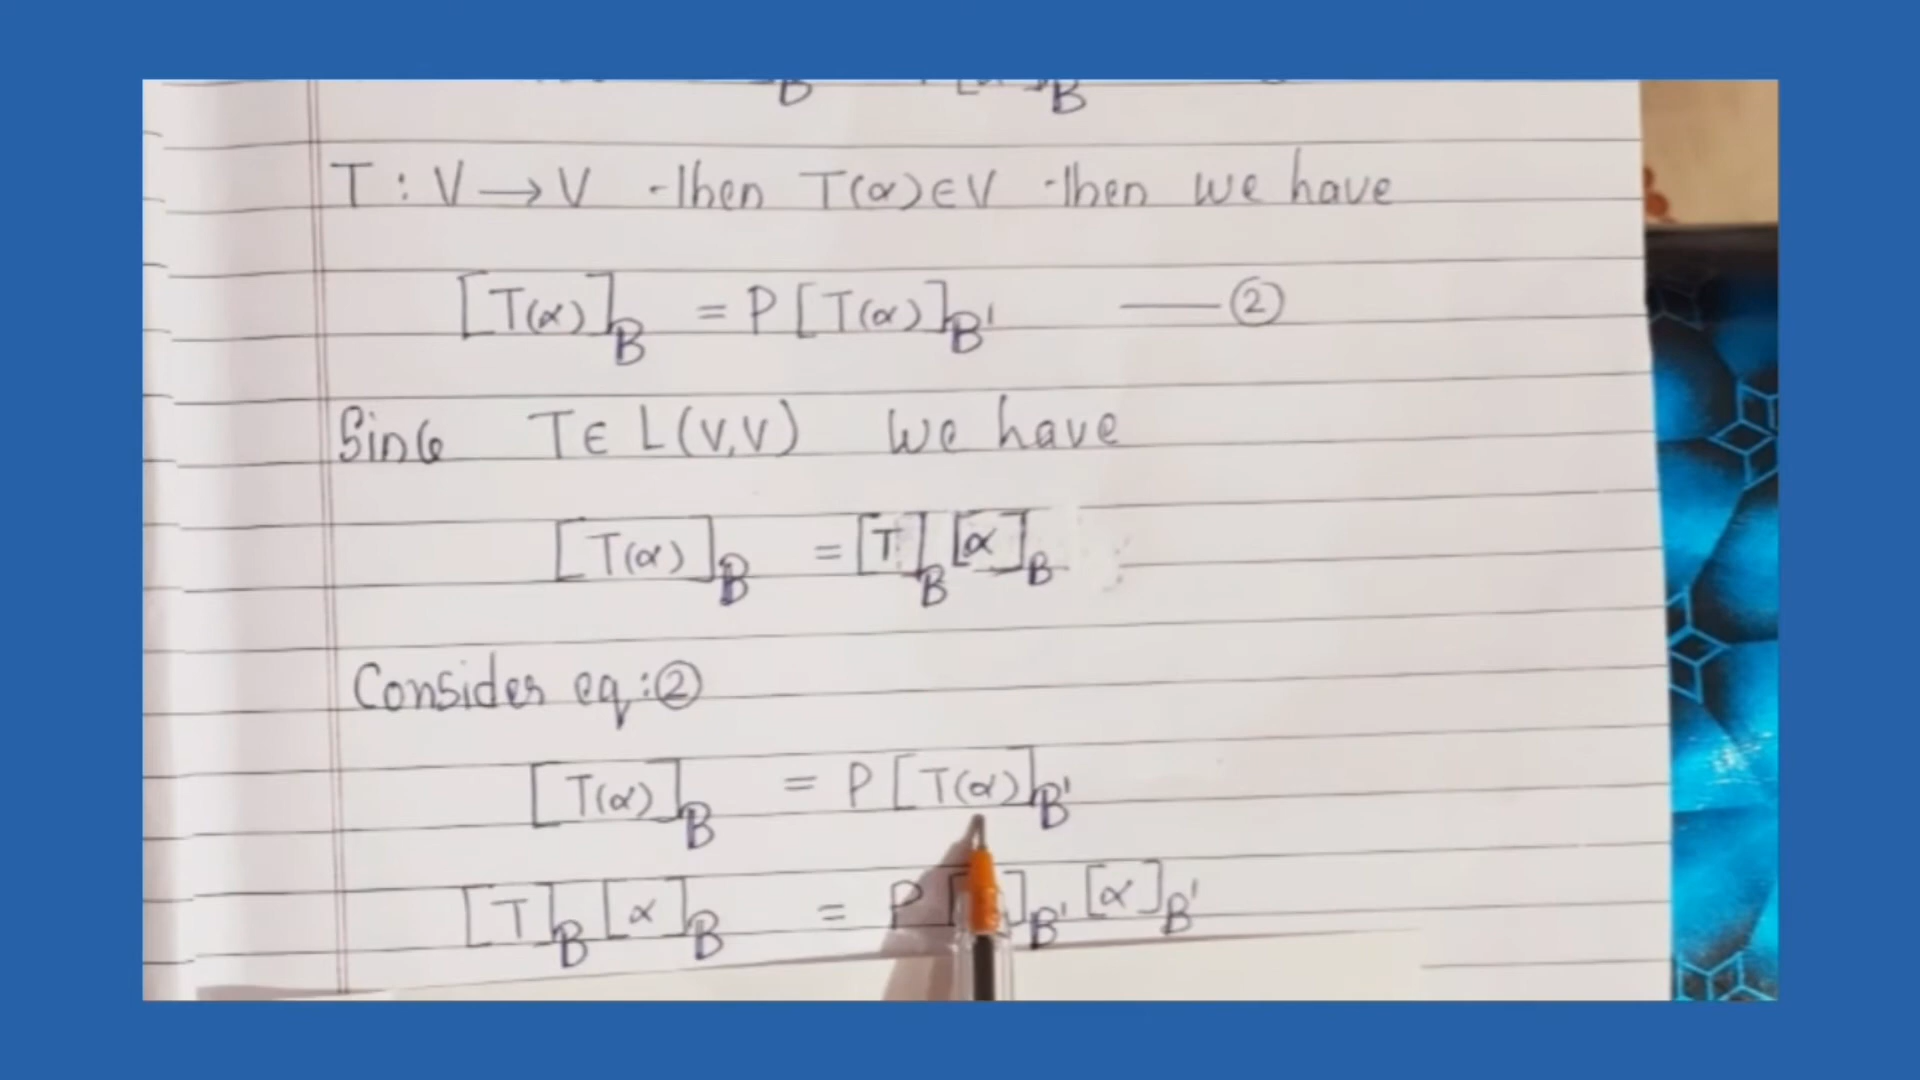 T : V → V then T(α) ∈ V then we have
[T(α)]_B = P [T(α)]_B' —— ②
Since T ∈ L(V,V) we have
[T(α)]_B = [T]_B [α]_B
Consider eq:②
[T(α)]_B = P [T(α)]_B'
[T]_B [α]_B = P [ ]_B' [α]_B'